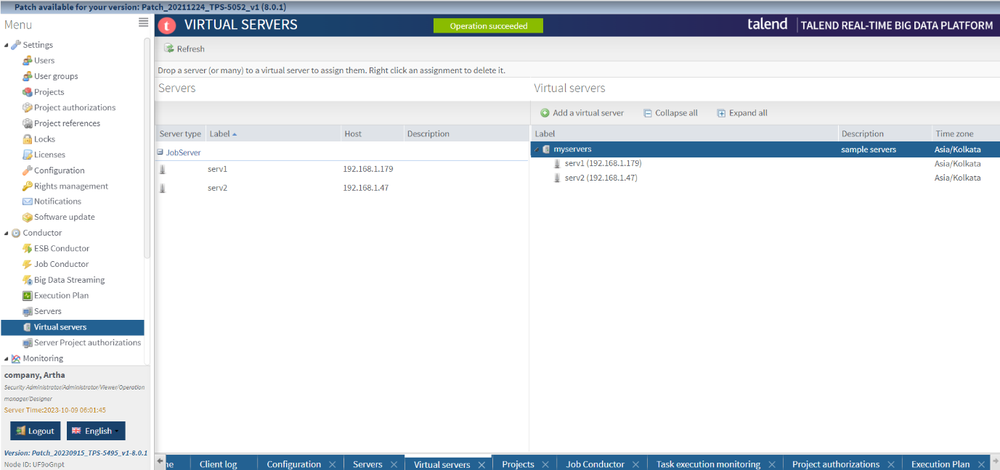 Patch available for your version: Patch_20211224_TPS-5052_v1 (8.0.1)
Menu
Settings
Users
User groups
Projects
Project authorizations
Project references
Locks
Licenses
Configuration
Rights management
Notifications
Software update
Conductor
ESB Conductor
Job Conductor
Big Data Streaming
Execution Plan
Servers
Virtual servers
Server Project authorizations
Monitoring
company, Artha
Security Administrator/Administrator/Viewer/Operation
manager/Designer
Server Time:2023-10-09 06:01:45
Logout English
Version: Patch_20230915_TPS-5495_v1-8.0.1
Node ID: UF9oGnpt
t VIRTUAL SERVERS Operation succeeded talend TALEND REAL-TIME BIG DATA PLATFORM
Refresh
Drop a server (or many) to a virtual server to assign them. Right click an assignment to delete it.
Servers
Server type Label Host Description
JobServer
serv1 192.168.1.179
serv2 192.168.1.47
Virtual servers
Add a virtual server Collapse all Expand all
Label Description Time zone
myservers sample servers Asia/Kolkata
serv1 (192.168.1.179) Asia/Kolkata
serv2 (192.168.1.47) Asia/Kolkata
ne Client log Configuration Servers Virtual servers Projects Job Conductor Task execution monitoring Project authorizations Execution Plan